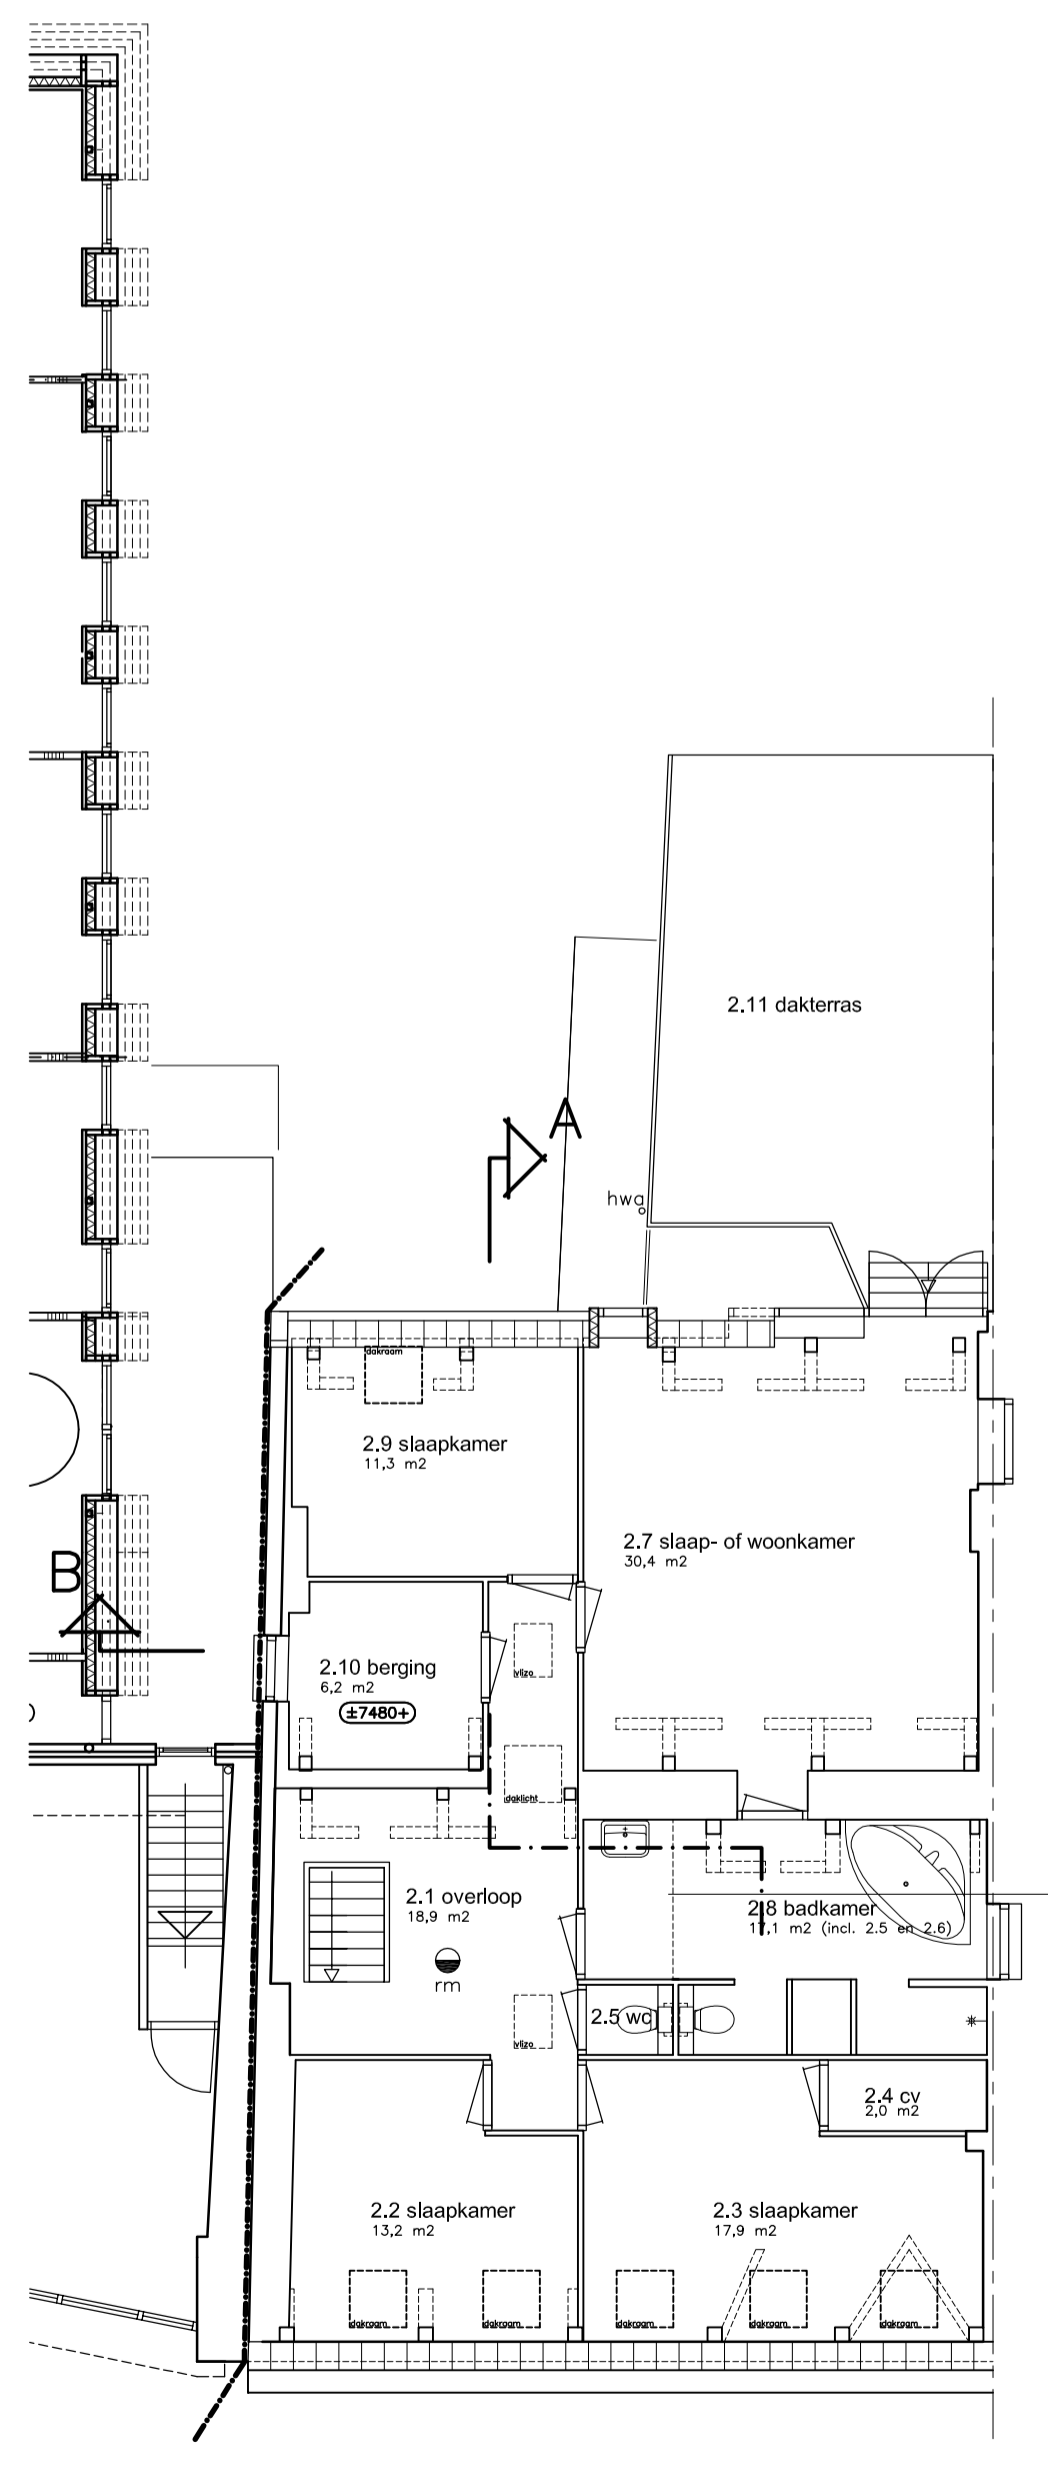 2.11 dakterras
A
hwa
dakraam
2.9 slaapkamer
11,3 m2
2.7 slaap- of woonkamer
30,4 m2
B
vlizo
2.10 berging
6,2 m2
±7480+
daklicht
2.1 overloop
18,9 m2
rm
2.8 badkamer
17,1 m2 (incl. 2.5 en 2.6)
2.5 wc
vlizo
2.4 cv
2,0 m2
2.2 slaapkamer
13,2 m2
2.3 slaapkamer
17,9 m2
dakraam
dakraam
dakraam
dakraam
dakraam